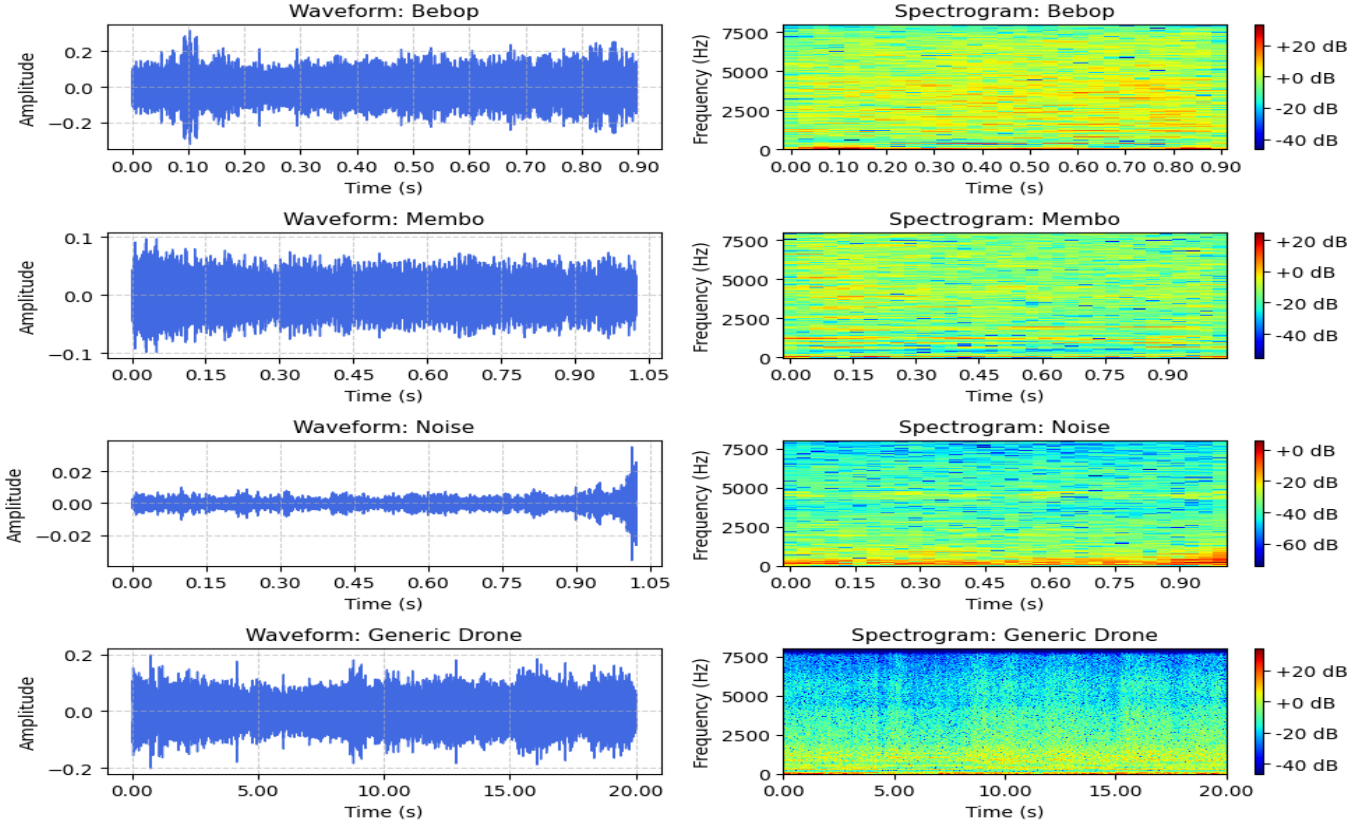 Waveform: Bebop
Amplitude
0.2
0.0
−0.2
0.00 0.10 0.20 0.30 0.40 0.50 0.60 0.70 0.80 0.90
Time (s)
Spectrogram: Bebop
Frequency (Hz)
7500
5000
2500
0
0.00 0.10 0.20 0.30 0.40 0.50 0.60 0.70 0.80 0.90
Time (s)
+20 dB
+0 dB
-20 dB
-40 dB
Waveform: Membo
Amplitude
0.1
0.0
−0.1
0.00 0.15 0.30 0.45 0.60 0.75 0.90 1.05
Time (s)
Spectrogram: Membo
Frequency (Hz)
7500
5000
2500
0
0.00 0.15 0.30 0.45 0.60 0.75 0.90
Time (s)
+20 dB
+0 dB
-20 dB
-40 dB
Waveform: Noise
Amplitude
0.02
0.00
−0.02
0.00 0.15 0.30 0.45 0.60 0.75 0.90 1.05
Time (s)
Spectrogram: Noise
Frequency (Hz)
7500
5000
2500
0
0.00 0.15 0.30 0.45 0.60 0.75 0.90
Time (s)
+0 dB
-20 dB
-40 dB
-60 dB
Waveform: Generic Drone
Amplitude
0.2
0.0
−0.2
0.00 5.00 10.00 15.00 20.00
Time (s)
Spectrogram: Generic Drone
Frequency (Hz)
7500
5000
2500
0
0.00 5.00 10.00 15.00 20.00
Time (s)
+20 dB
+0 dB
-20 dB
-40 dB